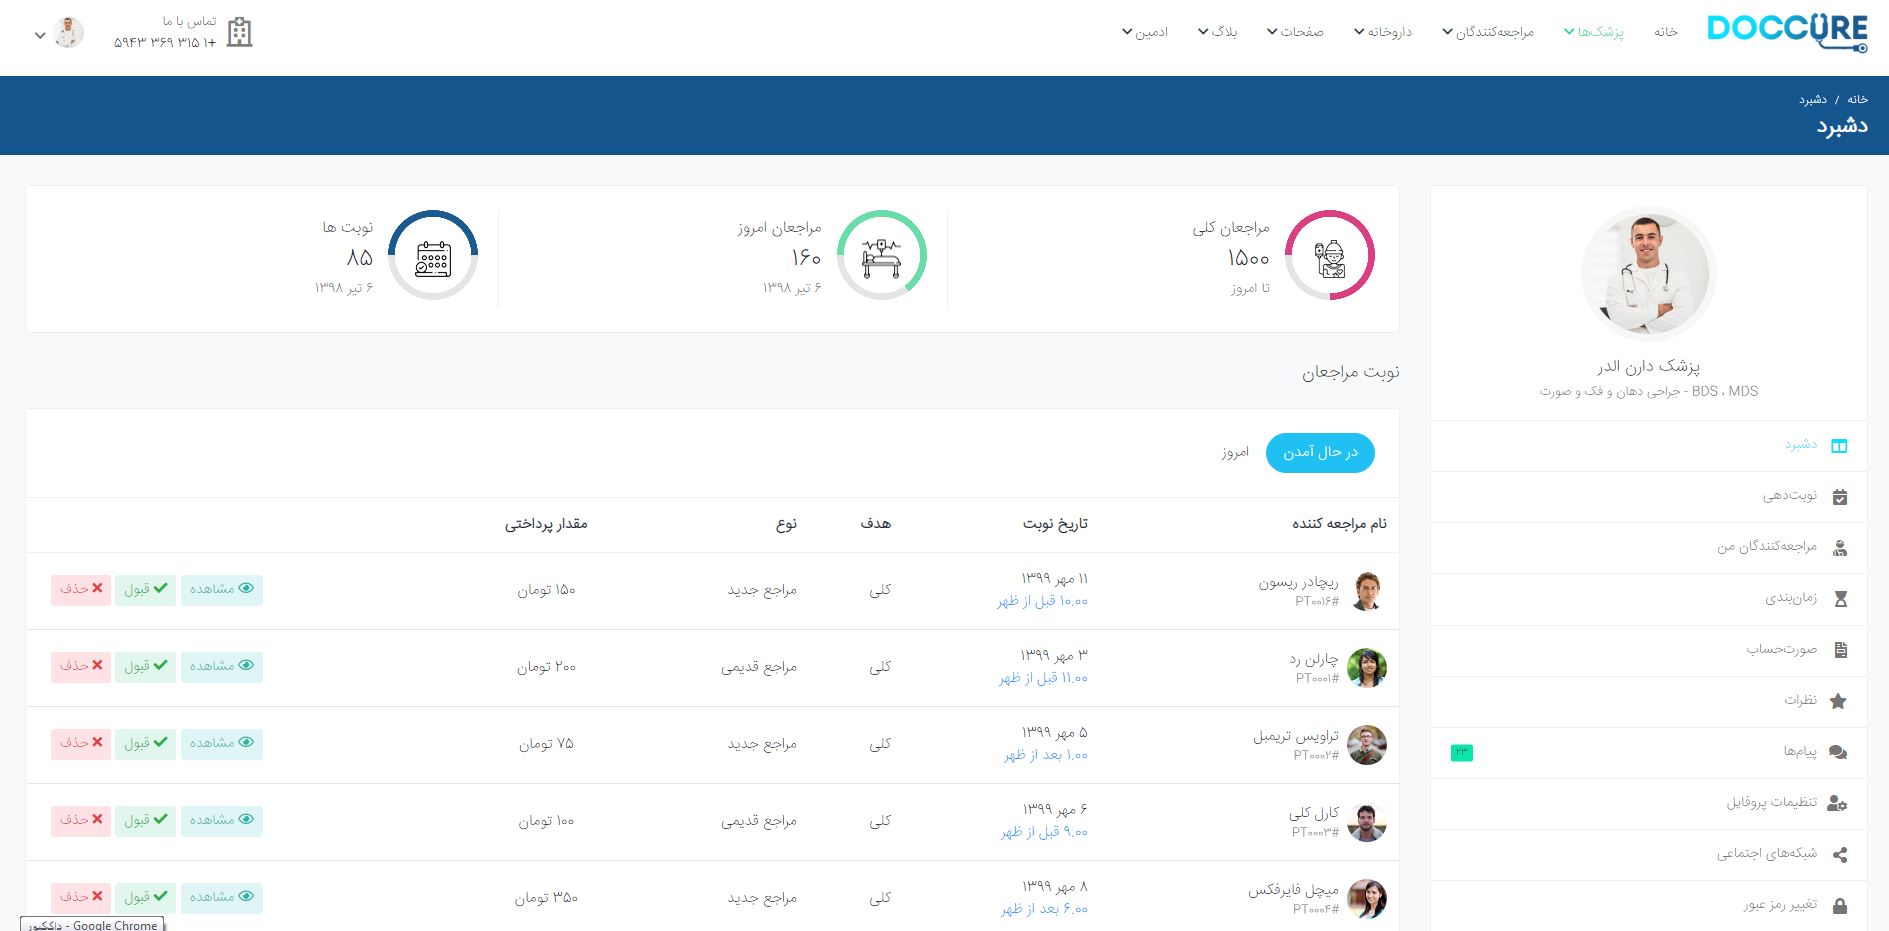 DOCCURE
خانه
پزشک‌ها
مراجعه‌کنندگان
داروخانه
صفحات
بلاگ
ادمین
تماس با ما
+۱ ۳۱۵ ۳۶۹ ۵۹۴۳
خانه / دشبرد
دشبرد
پزشک دارن الدر
BDS ، MDS - جراحی دهان و فک و صورت
دشبرد
نوبت‌دهی
مراجعه‌کنندگان من
زمان‌بندی
صورت‌حساب
نظرات
پیام‌ها ۲۳
تنظیمات پروفایل
شبکه‌های اجتماعی
تغییر رمز عبور
مراجعان کلی
۱۵۰۰
تا امروز
مراجعان امروز
۱۶۰
۶ تیر ۱۳۹۸
نوبت ها
۸۵
۶ تیر ۱۳۹۸
نوبت مراجعان
در حال آمدن
امروز
نام مراجعه کننده تاریخ نوبت هدف نوع مقدار پرداختی
ریچادر ریسون ۱۱ مهر ۱۳۹۹ کلی مراجع جدید ۱۵۰ تومان مشاهده قبول حذف
#PT۰۰۱۶ ۱۰.۰۰ قبل از ظهر
چارلن رد ۳ مهر ۱۳۹۹ کلی مراجع قدیمی ۲۰۰ تومان مشاهده قبول حذف
#PT۰۰۰۱ ۱۱.۰۰ قبل از ظهر
تراویس تریمبل ۵ مهر ۱۳۹۹ کلی مراجع جدید ۷۵ تومان مشاهده قبول حذف
#PT۰۰۰۲ ۱.۰۰ بعد از ظهر
کارل کلی ۶ مهر ۱۳۹۹ کلی مراجع قدیمی ۱۰۰ تومان مشاهده قبول حذف
#PT۰۰۰۳ ۹.۰۰ قبل از ظهر
میچل فایرفکس ۸ مهر ۱۳۹۹ کلی مراجع جدید ۳۵۰ تومان مشاهده قبول حذف
#PT۰۰۰۴ ۶.۰۰ بعد از ظهر
داککیور - Google Chrome